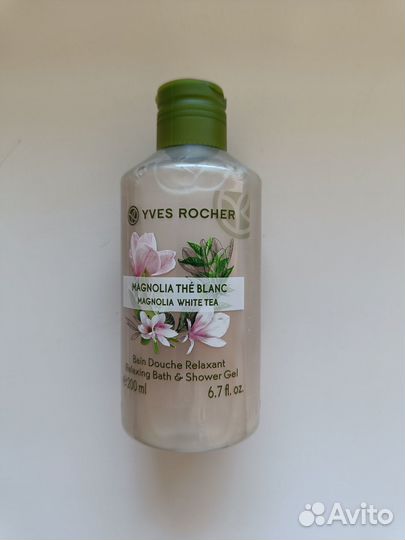 YVES ROCHER
MAGNOLIA THÉ BLANC
MAGNOLIA WHITE TEA
Bain Douche Relaxant
Relaxing Bath & Shower Gel
e 200 ml 6.7 fl. oz.
Avito